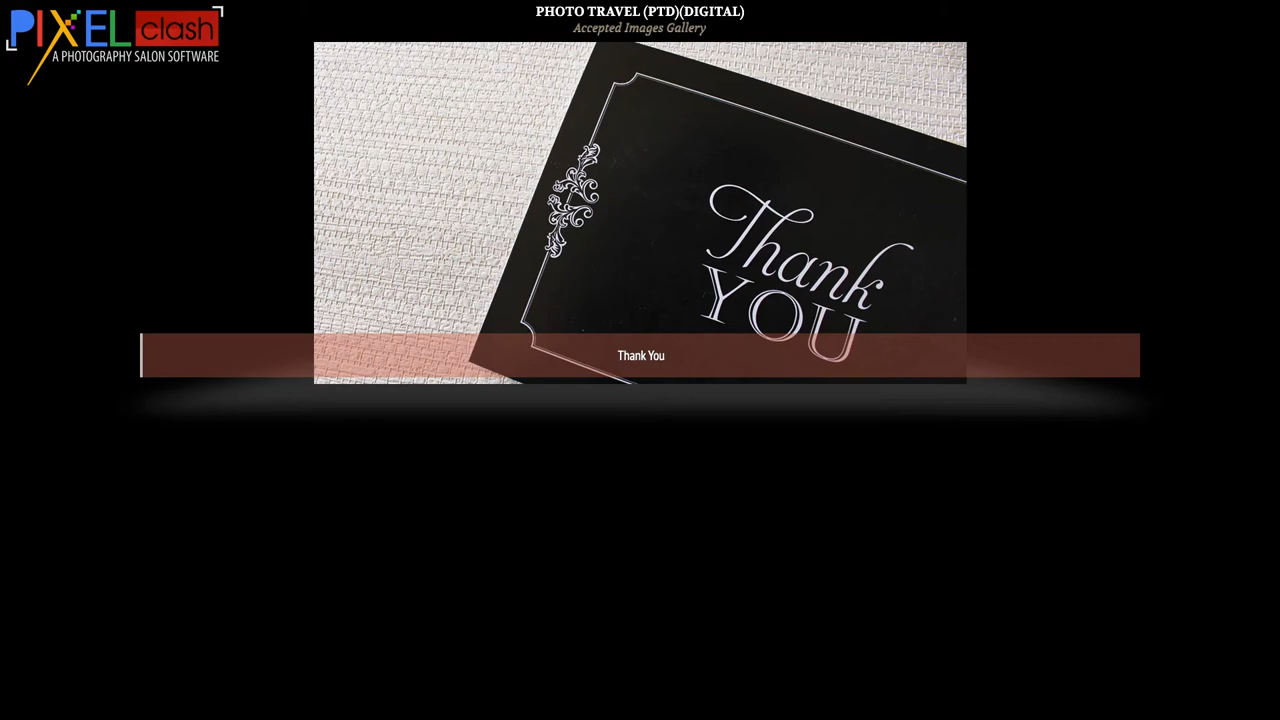 PIXEL clash
A PHOTOGRAPHY SALON SOFTWARE
PHOTO TRAVEL (PTD)(DIGITAL)
Accepted Images Gallery
Thank
YOU
Thank You